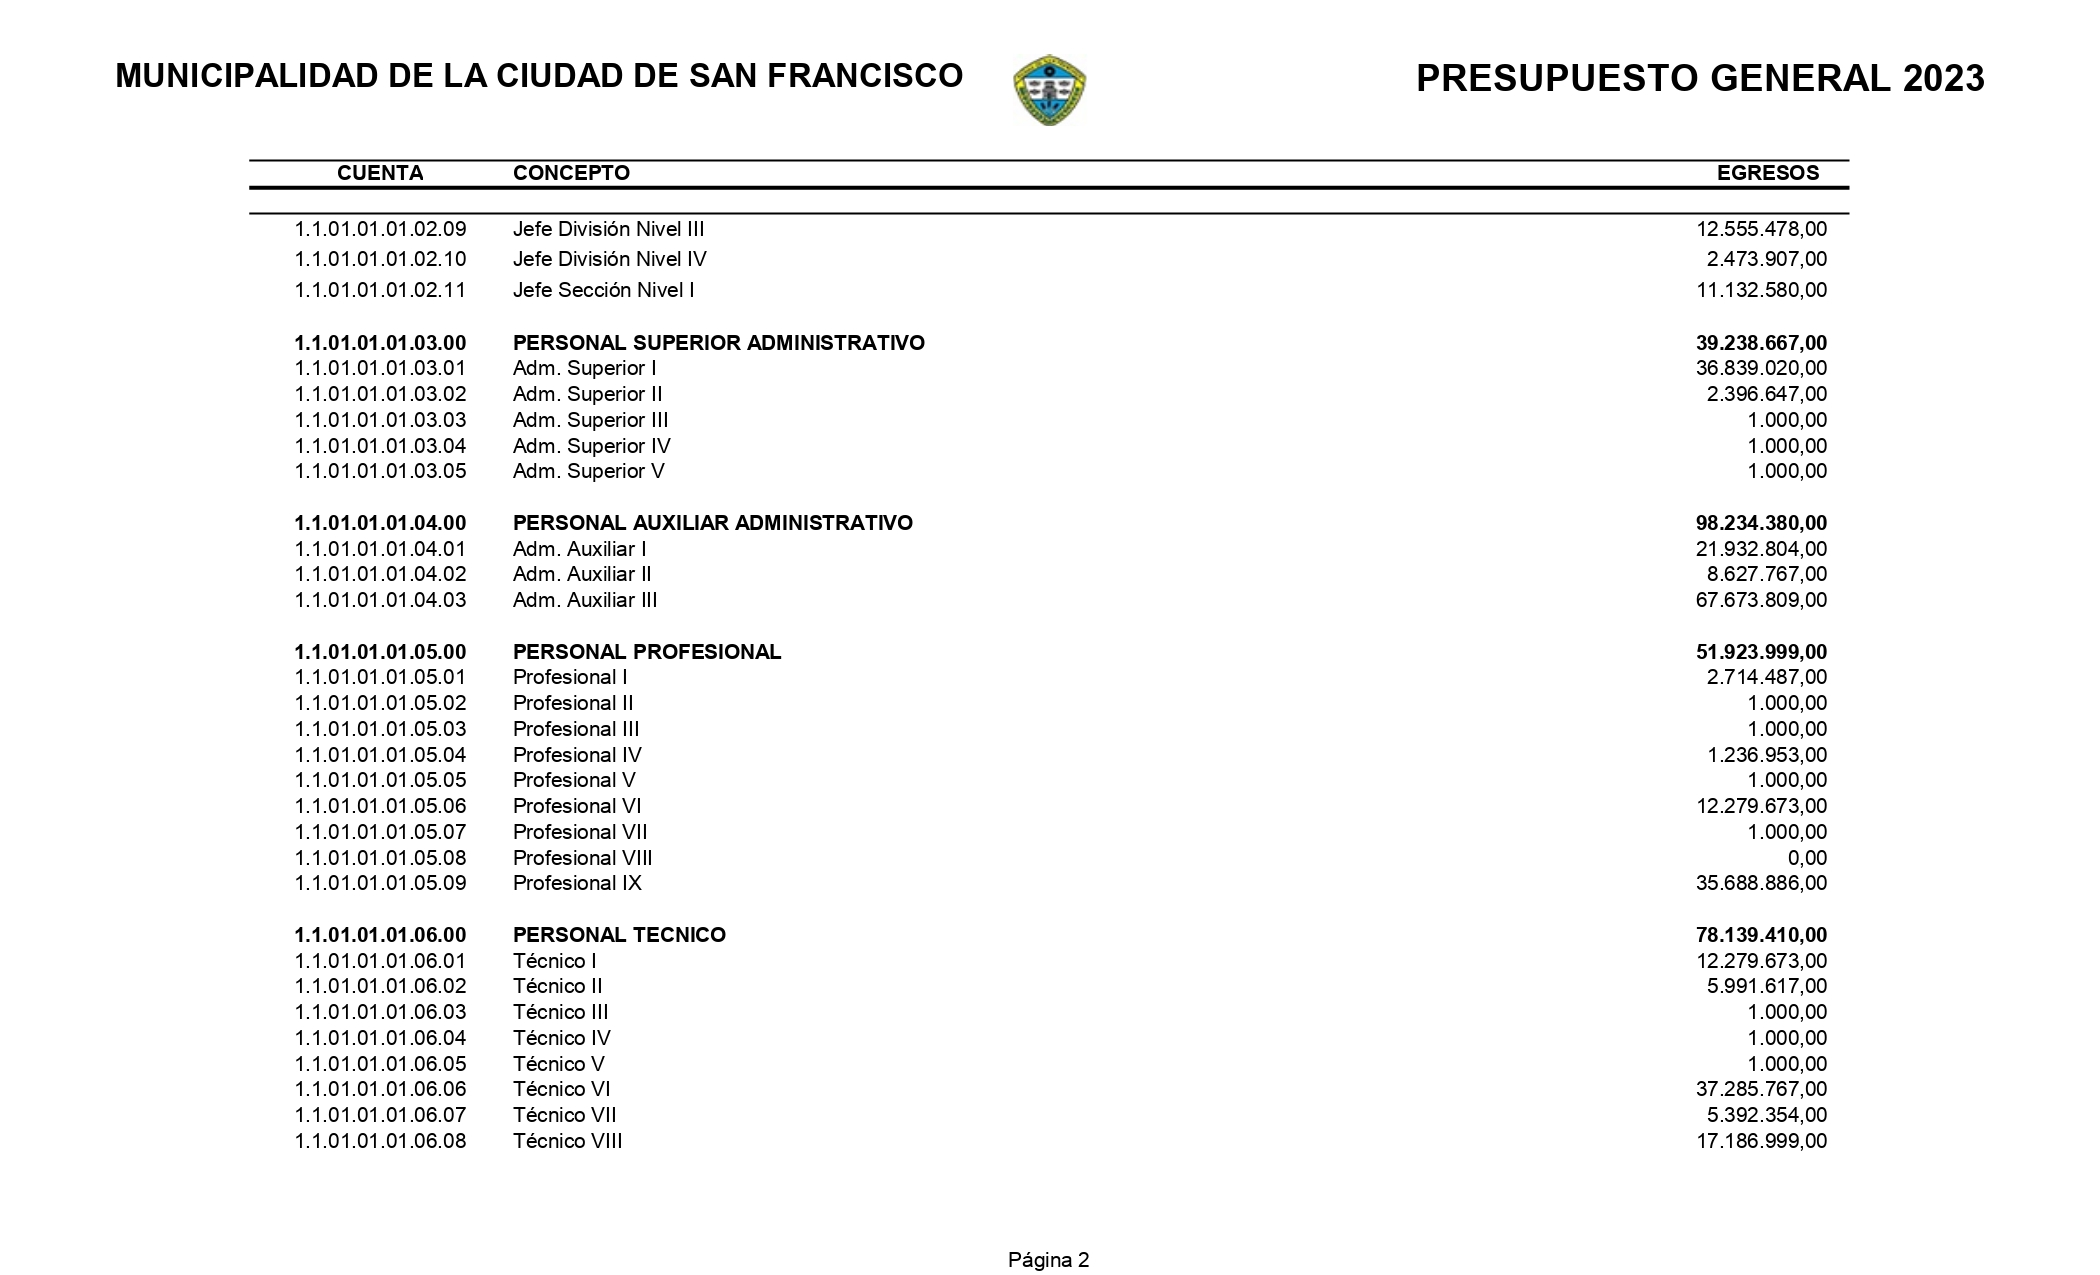 MUNICIPALIDAD DE LA CIUDAD DE SAN FRANCISCO PRESUPUESTO GENERAL 2023
CUENTA CONCEPTO EGRESOS
1.1.01.01.01.02.09 Jefe División Nivel III 12.555.478,00
1.1.01.01.01.02.10 Jefe División Nivel IV 2.473.907,00
1.1.01.01.01.02.11 Jefe Sección Nivel I 11.132.580,00
1.1.01.01.01.03.00 PERSONAL SUPERIOR ADMINISTRATIVO 39.238.667,00
1.1.01.01.01.03.01 Adm. Superior I 36.839.020,00
1.1.01.01.01.03.02 Adm. Superior II 2.396.647,00
1.1.01.01.01.03.03 Adm. Superior III 1.000,00
1.1.01.01.01.03.04 Adm. Superior IV 1.000,00
1.1.01.01.01.03.05 Adm. Superior V 1.000,00
1.1.01.01.01.04.00 PERSONAL AUXILIAR ADMINISTRATIVO 98.234.380,00
1.1.01.01.01.04.01 Adm. Auxiliar I 21.932.804,00
1.1.01.01.01.04.02 Adm. Auxiliar II 8.627.767,00
1.1.01.01.01.04.03 Adm. Auxiliar III 67.673.809,00
1.1.01.01.01.05.00 PERSONAL PROFESIONAL 51.923.999,00
1.1.01.01.01.05.01 Profesional I 2.714.487,00
1.1.01.01.01.05.02 Profesional II 1.000,00
1.1.01.01.01.05.03 Profesional III 1.000,00
1.1.01.01.01.05.04 Profesional IV 1.236.953,00
1.1.01.01.01.05.05 Profesional V 1.000,00
1.1.01.01.01.05.06 Profesional VI 12.279.673,00
1.1.01.01.01.05.07 Profesional VII 1.000,00
1.1.01.01.01.05.08 Profesional VIII 0,00
1.1.01.01.01.05.09 Profesional IX 35.688.886,00
1.1.01.01.01.06.00 PERSONAL TECNICO 78.139.410,00
1.1.01.01.01.06.01 Técnico I 12.279.673,00
1.1.01.01.01.06.02 Técnico II 5.991.617,00
1.1.01.01.01.06.03 Técnico III 1.000,00
1.1.01.01.01.06.04 Técnico IV 1.000,00
1.1.01.01.01.06.05 Técnico V 1.000,00
1.1.01.01.01.06.06 Técnico VI 37.285.767,00
1.1.01.01.01.06.07 Técnico VII 5.392.354,00
1.1.01.01.01.06.08 Técnico VIII 17.186.999,00
Página 2